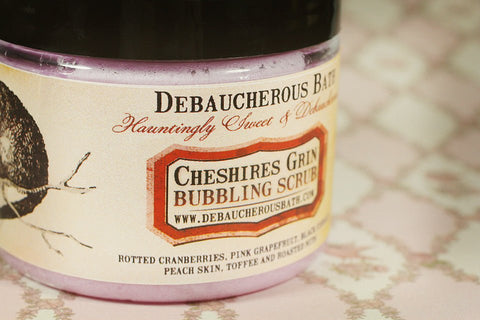 DEBAUCHEROUS BATH
Hauntingly Sweet &
CHESHIRES GRIN
BUBBLING SCRUB
WWW.DEBAUCHEROUSBATH.COM
ROTTED CRANBERRIES, PINK GRAPEFRUIT, BLACK
PEACH SKIN, TOFFEE AND ROASTED